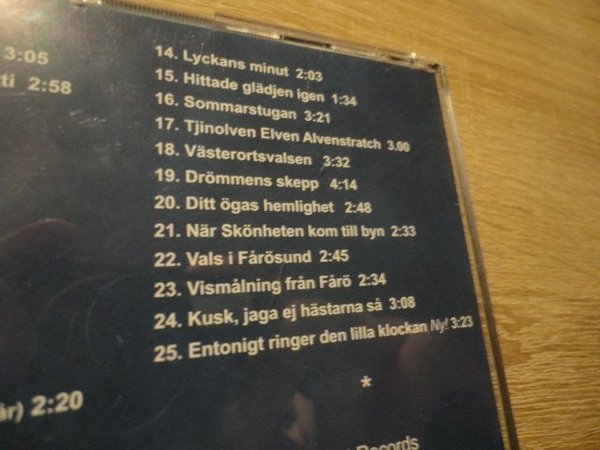 3:05
tti 2:58
är) 2:20
14. Lyckans minut 2:03
15. Hittade glädjen igen 1:34
16. Sommarstugan 3:21
17. Tjinolven Elven Alvenstratch 3.00
18. Västerortsvalsen 3:32
19. Drömmens skepp 4:14
20. Ditt ögas hemlighet 2:48
21. När Skönheten kom till byn 2:33
22. Vals i Fårösund 2:45
23. Vismålning från Fårö 2:34
24. Kusk, jaga ej hästarna så 3:08
25. Entonigt ringer den lilla klockan Ny! 3:23
*
Records